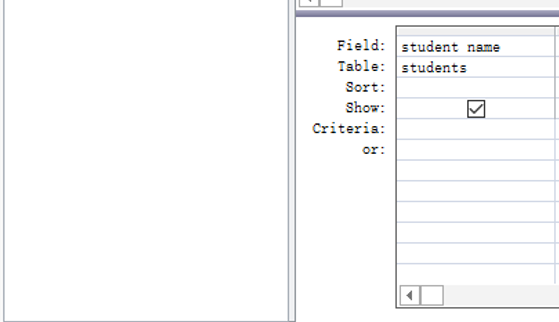 Field: student name
Table: students
Sort:
Show:
Criteria:
or: